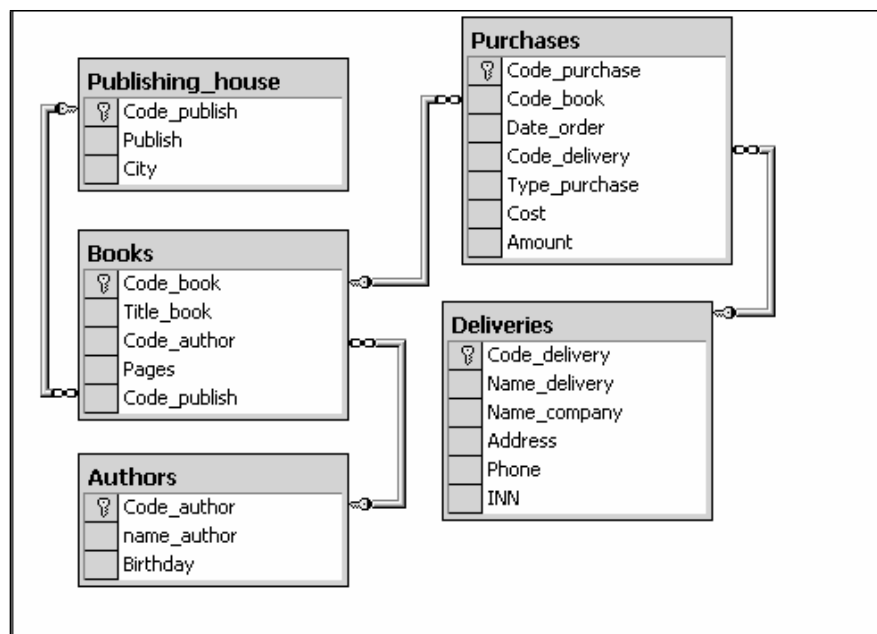 Publishing_house
Code_publish
Publish
City
Books
Code_book
Title_book
Code_author
Pages
Code_publish
Authors
Code_author
name_author
Birthday
Purchases
Code_purchase
Code_book
Date_order
Code_delivery
Type_purchase
Cost
Amount
Deliveries
Code_delivery
Name_delivery
Name_company
Address
Phone
INN